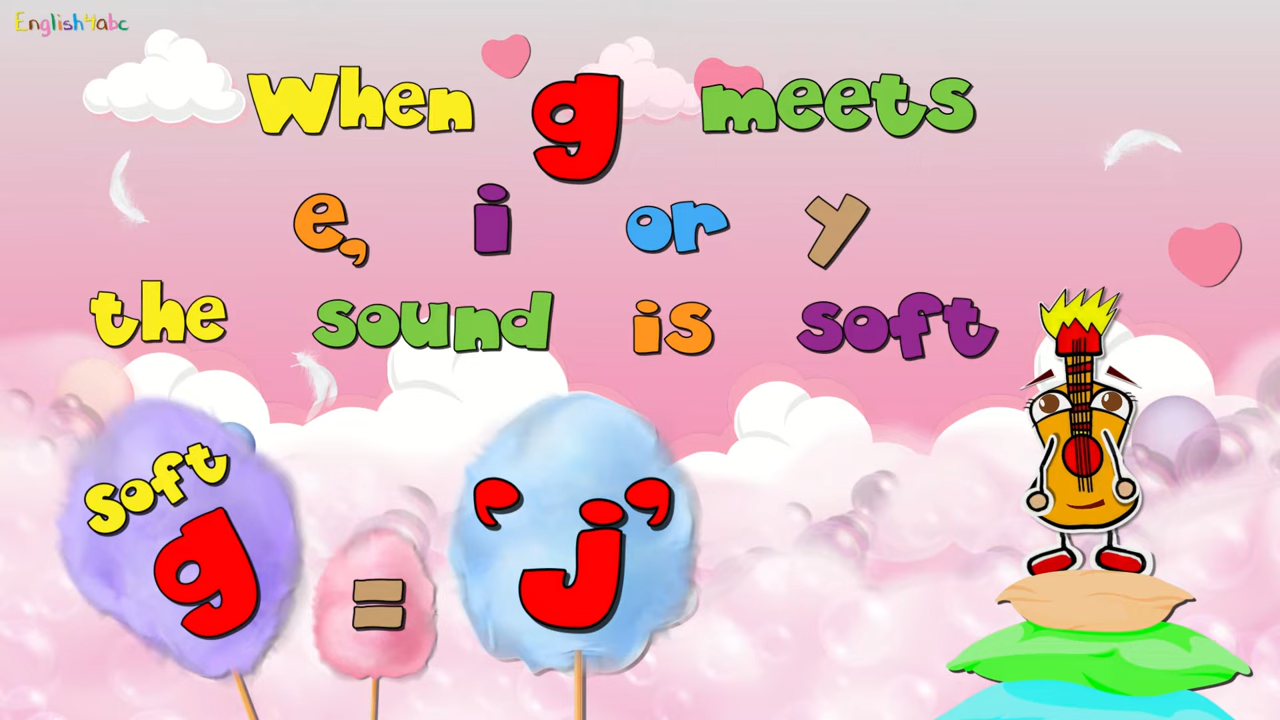 English4abc
When g meets
e, i or y
the sound is soft
soft
g = 'j'